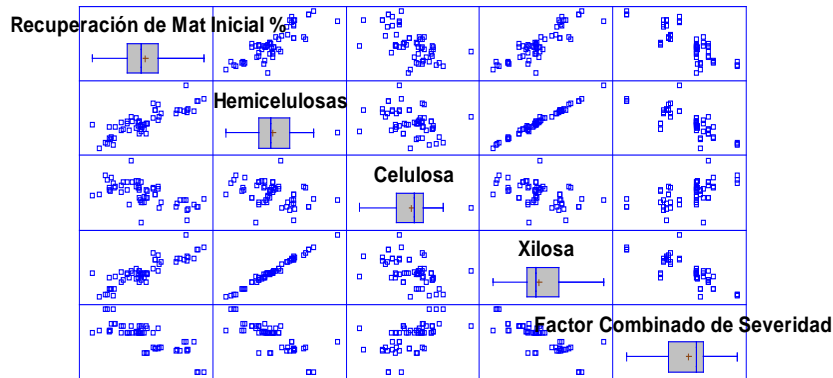 Recuperación de Mat Inicial %
Hemicelulosas
Celulosa
Xilosa
Factor Combinado de Severidad